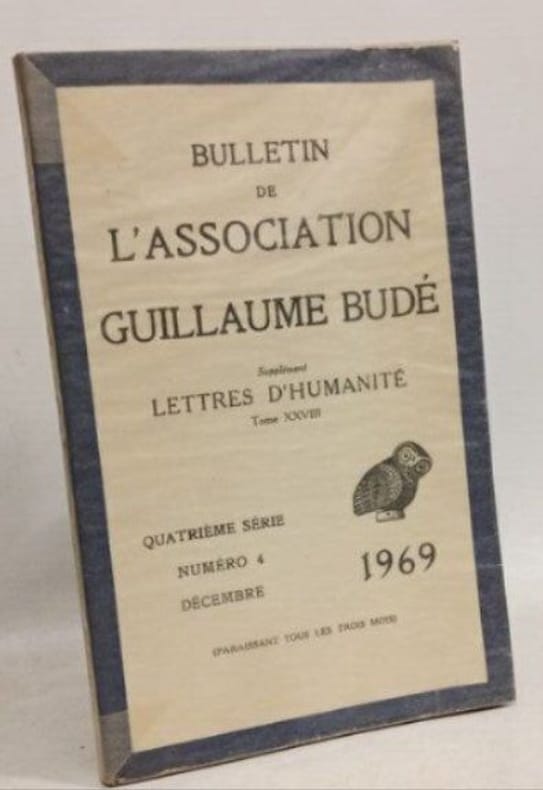 BULLETIN
DE
L'ASSOCIATION
GUILLAUME BUDÉ
Supplément
LETTRES D'HUMANITÉ
Tome XXVIII
QUATRIÈME SÉRIE
NUMÉRO 4
DÉCEMBRE
1969
(PARAISSANT TOUS LES TROIS MOIS)